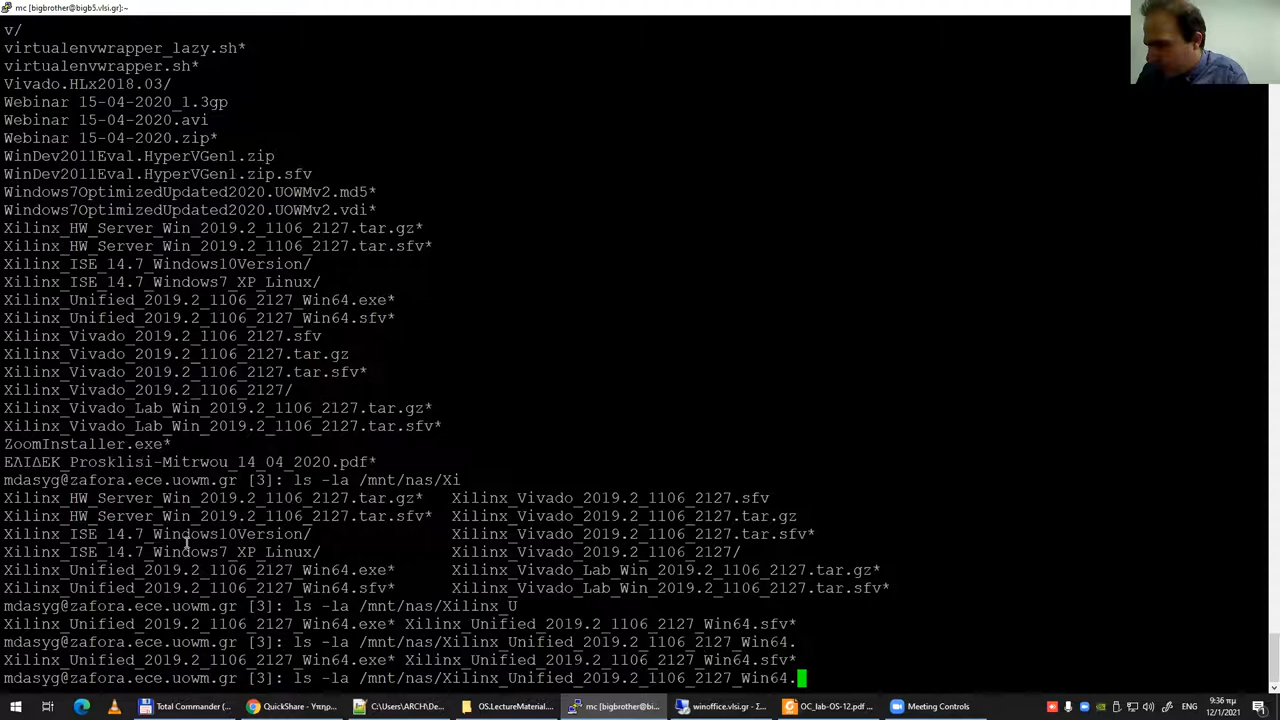 mc [bigbrother@bigb5.vlsi.gr]:~
v/
virtualenvwrapper_lazy.sh*
virtualenvwrapper.sh*
Vivado.HLx2018.03/
Webinar 15-04-2020_1.3gp
Webinar 15-04-2020.avi
Webinar 15-04-2020.zip*
WinDev2011Eval.HyperVGen1.zip
WinDev2011Eval.HyperVGen1.zip.sfv
Windows7OptimizedUpdated2020.UOWMv2.md5*
Windows7OptimizedUpdated2020.UOWMv2.vdi*
Xilinx_HW_Server_Win_2019.2_1106_2127.tar.gz*
Xilinx_HW_Server_Win_2019.2_1106_2127.tar.sfv*
Xilinx_ISE_14.7_Windows10Version/
Xilinx_ISE_14.7_Windows7_XP_Linux/
Xilinx_Unified_2019.2_1106_2127_Win64.exe*
Xilinx_Unified_2019.2_1106_2127_Win64.sfv*
Xilinx_Vivado_2019.2_1106_2127.sfv
Xilinx_Vivado_2019.2_1106_2127.tar.gz
Xilinx_Vivado_2019.2_1106_2127.tar.sfv*
Xilinx_Vivado_2019.2_1106_2127/
Xilinx_Vivado_Lab_Win_2019.2_1106_2127.tar.gz*
Xilinx_Vivado_Lab_Win_2019.2_1106_2127.tar.sfv*
ZoomInstaller.exe*
ΕΛΙΔΕΚ_Prosklisi-Mitrwou_14_04_2020.pdf*
mdasyg@zafora.ece.uowm.gr [3]: ls -la /mnt/nas/Xi
Xilinx_HW_Server_Win_2019.2_1106_2127.tar.gz* Xilinx_Vivado_2019.2_1106_2127.sfv
Xilinx_HW_Server_Win_2019.2_1106_2127.tar.sfv* Xilinx_Vivado_2019.2_1106_2127.tar.gz
Xilinx_ISE_14.7_Windows10Version/ Xilinx_Vivado_2019.2_1106_2127.tar.sfv*
Xilinx_ISE_14.7_Windows7_XP_Linux/ Xilinx_Vivado_2019.2_1106_2127/
Xilinx_Unified_2019.2_1106_2127_Win64.exe* Xilinx_Vivado_Lab_Win_2019.2_1106_2127.tar.gz*
Xilinx_Unified_2019.2_1106_2127_Win64.sfv* Xilinx_Vivado_Lab_Win_2019.2_1106_2127.tar.sfv*
mdasyg@zafora.ece.uowm.gr [3]: ls -la /mnt/nas/Xilinx_U
Xilinx_Unified_2019.2_1106_2127_Win64.exe* Xilinx_Unified_2019.2_1106_2127_Win64.sfv*
mdasyg@zafora.ece.uowm.gr [3]: ls -la /mnt/nas/Xilinx_Unified_2019.2_1106_2127_Win64.
Xilinx_Unified_2019.2_1106_2127_Win64.exe* Xilinx_Unified_2019.2_1106_2127_Win64.sfv*
mdasyg@zafora.ece.uowm.gr [3]: ls -la /mnt/nas/Xilinx_Unified_2019.2_1106_2127_Win64.
Total Commander (... QuickShare - Υπηρ... C:\Users\ARCH\De... OS.LectureMaterial... mc [bigbrother@bi... winoffice.vlsi.gr - ... OC_lab-OS-12.pdf ... Meeting Controls 9:36 πμ
12/1/2021